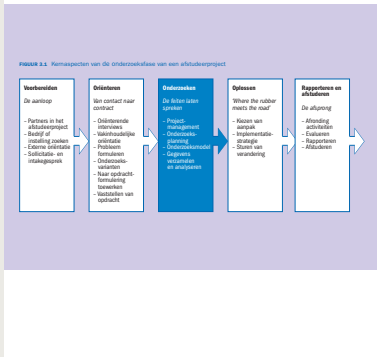 FIGUUR 3.1 Kernaspecten van de onderzoeksfase van een afstudeerproject
Voorbereiden
De aanloop
– Partners in het
afstudeerproject
– Bedrijf of
instelling zoeken
– Externe oriëntatie
– Sollicitatie- en
intakegesprek
Oriënteren
Van contact naar
contract
– Oriënterende
interviews
– Vakinhoudelijke
oriëntatie
– Probleem
formuleren
– Onderzoeks-
varianten
– Naar opdracht-
formulering
toewerken
– Vaststellen van
opdracht
Onderzoeken
De feiten laten
spreken
– Project-
management
– Onderzoeks-
planning
– Onderzoeksmodel
– Gegevens
verzamelen
en analyseren
Oplossen
'Where the rubber
meets the road'
– Kiezen van
aanpak
– Implementatie-
strategie
– Sturen van
verandering
Rapporteren en
afstuderen
De afsprong
– Afronding
activiteiten
– Evalueren
– Rapporteren
– Afstuderen